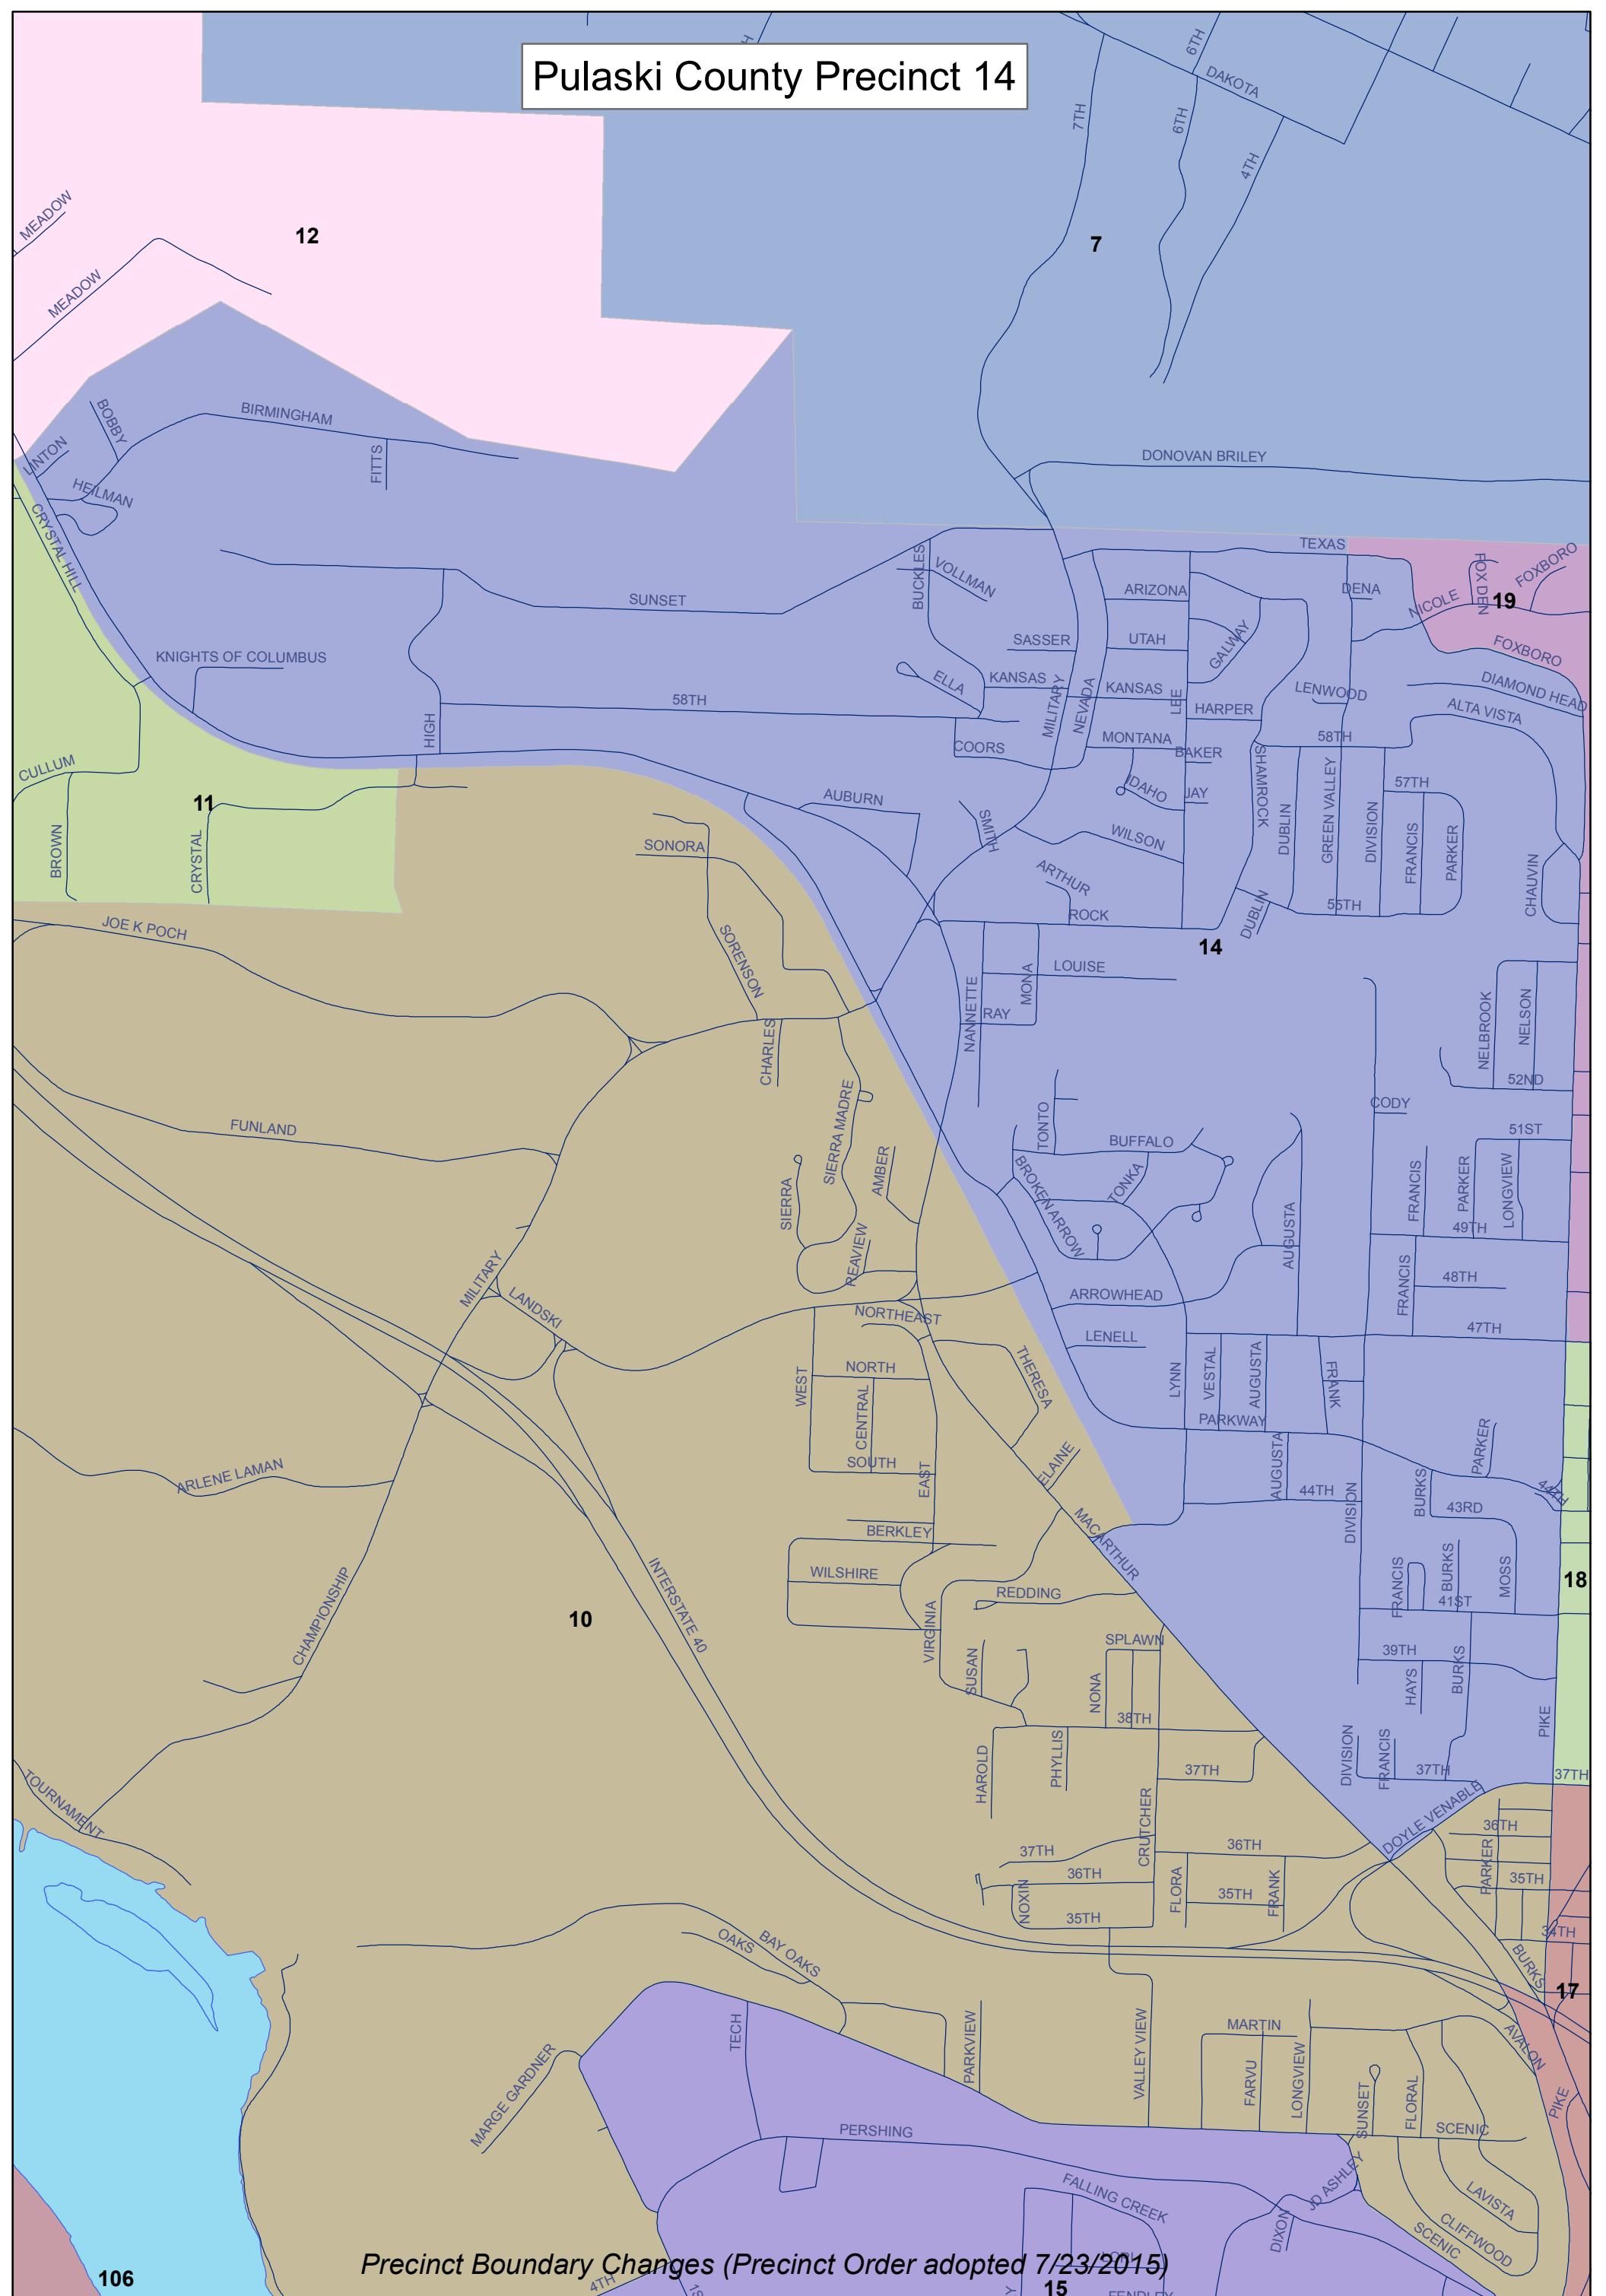 Pulaski County Precinct 14
6TH
DAKOTA
7TH
6TH
4TH
MEADOW
12
7
MEADOW
BOBBY
BIRMINGHAM
LINTON
FITTS
HEILMAN
DONOVAN BRILEY
CRYSTAL HILL
TEXAS
FOXBORO
BUCKLES
VOLLMAN
FOX DEN
SUNSET
ARIZONA
DENA
NICOLE
19
SASSER
UTAH
GALWAY
FOXBORO
KNIGHTS OF COLUMBUS
ELLA
KANSAS
KANSAS
LENWOOD
DIAMOND HEAD
58TH
MILITARY
NEVADA
LEE
HARPER
ALTA VISTA
HIGH
COORS
MONTANA
BAKER
58TH
CULLUM
SHAMROCK
IDAHO
JAY
57TH
11
AUBURN
SMITH
WILSON
DUBLIN
GREEN VALLEY
DIVISION
FRANCIS
PARKER
BROWN
CRYSTAL
SONORA
ARTHUR
CHAUVIN
ROCK
DUBLIN
55TH
JOE K POCH
14
SORENSON
LOUISE
MONA
NANNETTE
RAY
NELBROOK
NELSON
CHARLES
52ND
SIERRA MADRE
TONTO
CODY
FUNLAND
BUFFALO
51ST
AMBER
BROKEN ARROW
TONKA
FRANCIS
PARKER
LONGVIEW
SIERRA
AUGUSTA
49TH
REAVIEW
MILITARY
48TH
LANDSKI
ARROWHEAD
FRANCIS
NORTHEAST
LENELL
47TH
THERESA
NORTH
WEST
CENTRAL
LYNN
VESTAL
AUGUSTA
FRANK
PARKWAY
ELAINE
PARKER
SOUTH
EAST
AUGUSTA
ARLENE LAMAN
44TH
BURKS
44TH
43RD
DIVISION
BERKLEY
MACARTHUR
WILSHIRE
INTERSTATE 40
REDDING
FRANCIS
BURKS
MOSS
18
41ST
CHAMPIONSHIP
10
VIRGINIA
SPLAWN
39TH
SUSAN
NONA
HAYS
BURKS
38TH
PIKE
HAROLD
PHYLLIS
37TH
DIVISION
FRANCIS
37TH
37TH
TOURNAMENT
CRUTCHER
DOYLE VENABLE
36TH
37TH
36TH
36TH
PARKER
35TH
NOXIN
FLORA
35TH
FRANK
35TH
34TH
OAKS
BAY OAKS
BURKS
17
TECH
PARKVIEW
VALLEY VIEW
MARTIN
AVALON
MARGE GARDNER
FARVU
LONGVIEW
SUNSET
FLORAL
PIKE
PERSHING
SCENIC
JD ASHLEY
FALLING CREEK
LAVISTA
DIXON
CLIFFWOOD
SCENIC
Precinct Boundary Changes (Precinct Order adopted 7/23/2015)
LORI
106
4TH
15
FENDLEY